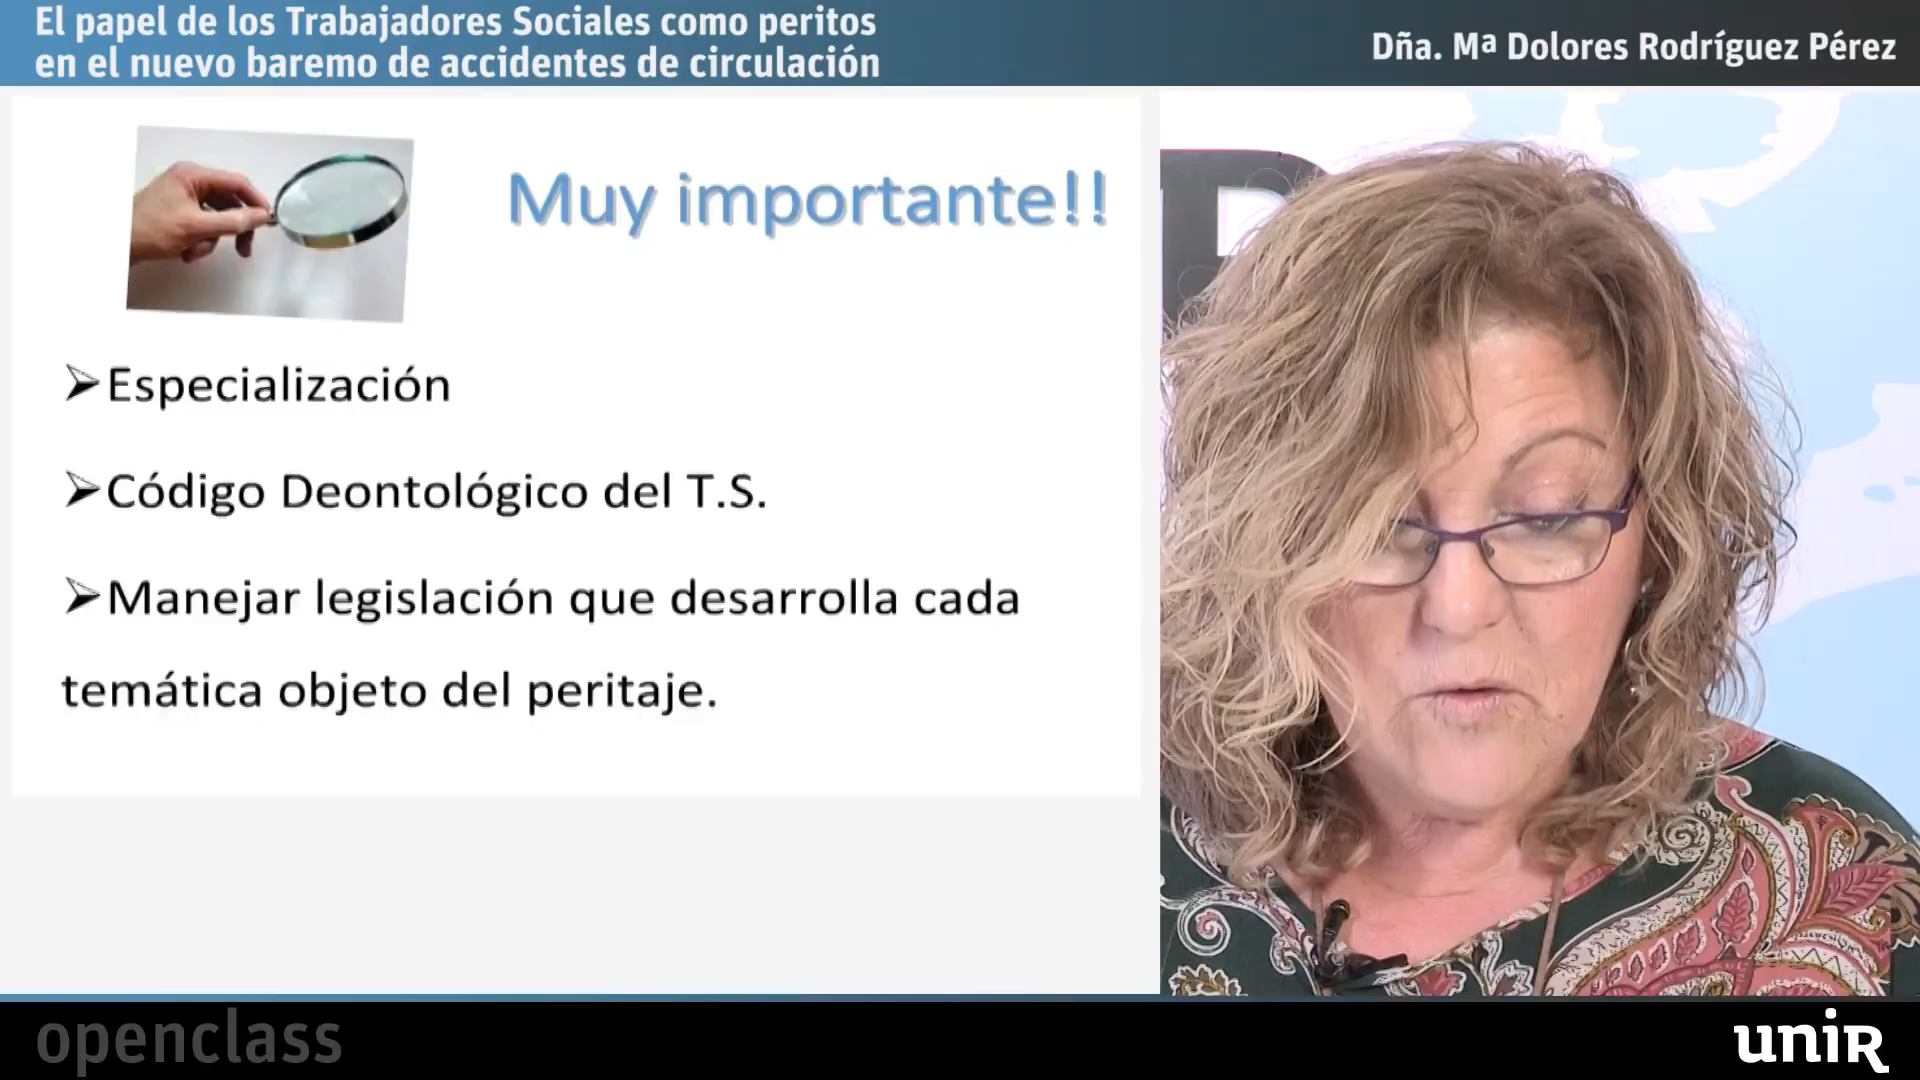 El papel de los Trabajadores Sociales como peritos
en el nuevo baremo de accidentes de circulación
Dña. Mª Dolores Rodríguez Pérez
Muy importante!!
➢Especialización
➢Código Deontológico del T.S.
➢Manejar legislación que desarrolla cada
temática objeto del peritaje.
openclass
uniR